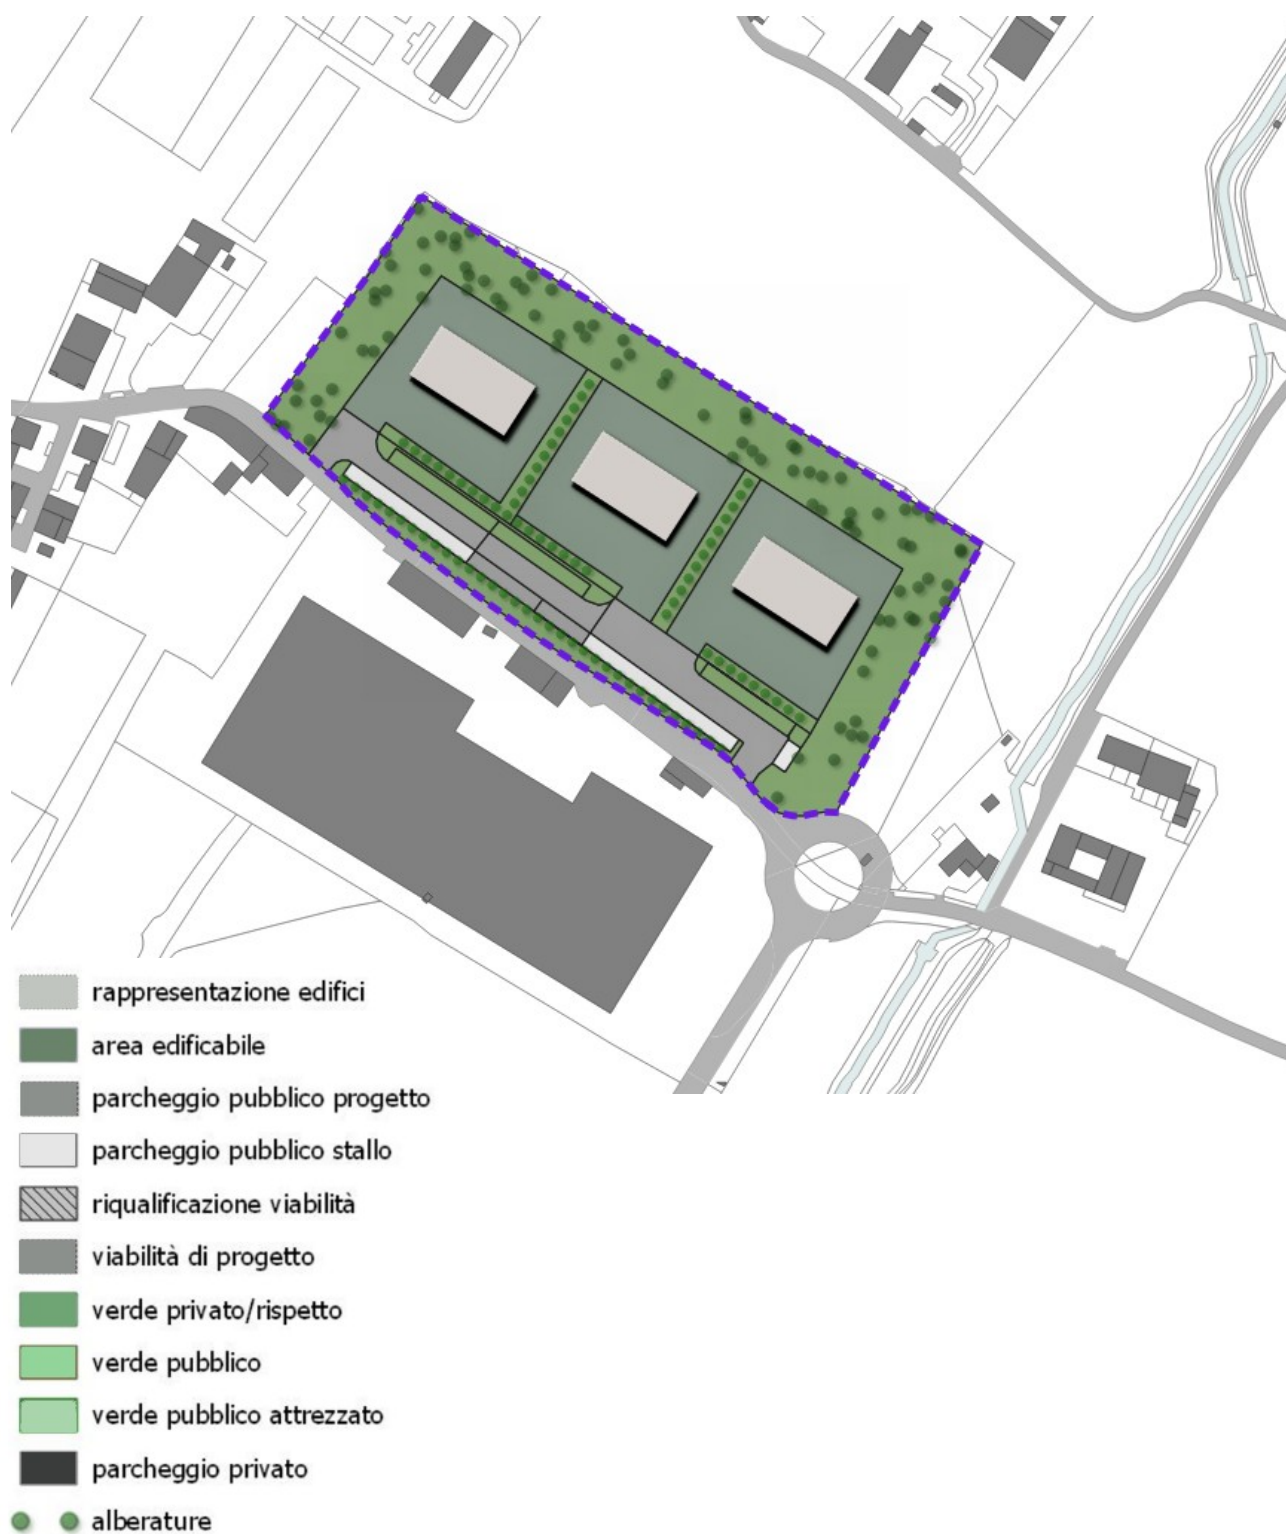 rappresentazione edifici
area edificabile
parcheggio pubblico progetto
parcheggio pubblico stallo
riqualificazione viabilità
viabilità di progetto
verde privato/rispetto
verde pubblico
verde pubblico attrezzato
parcheggio privato
alberature